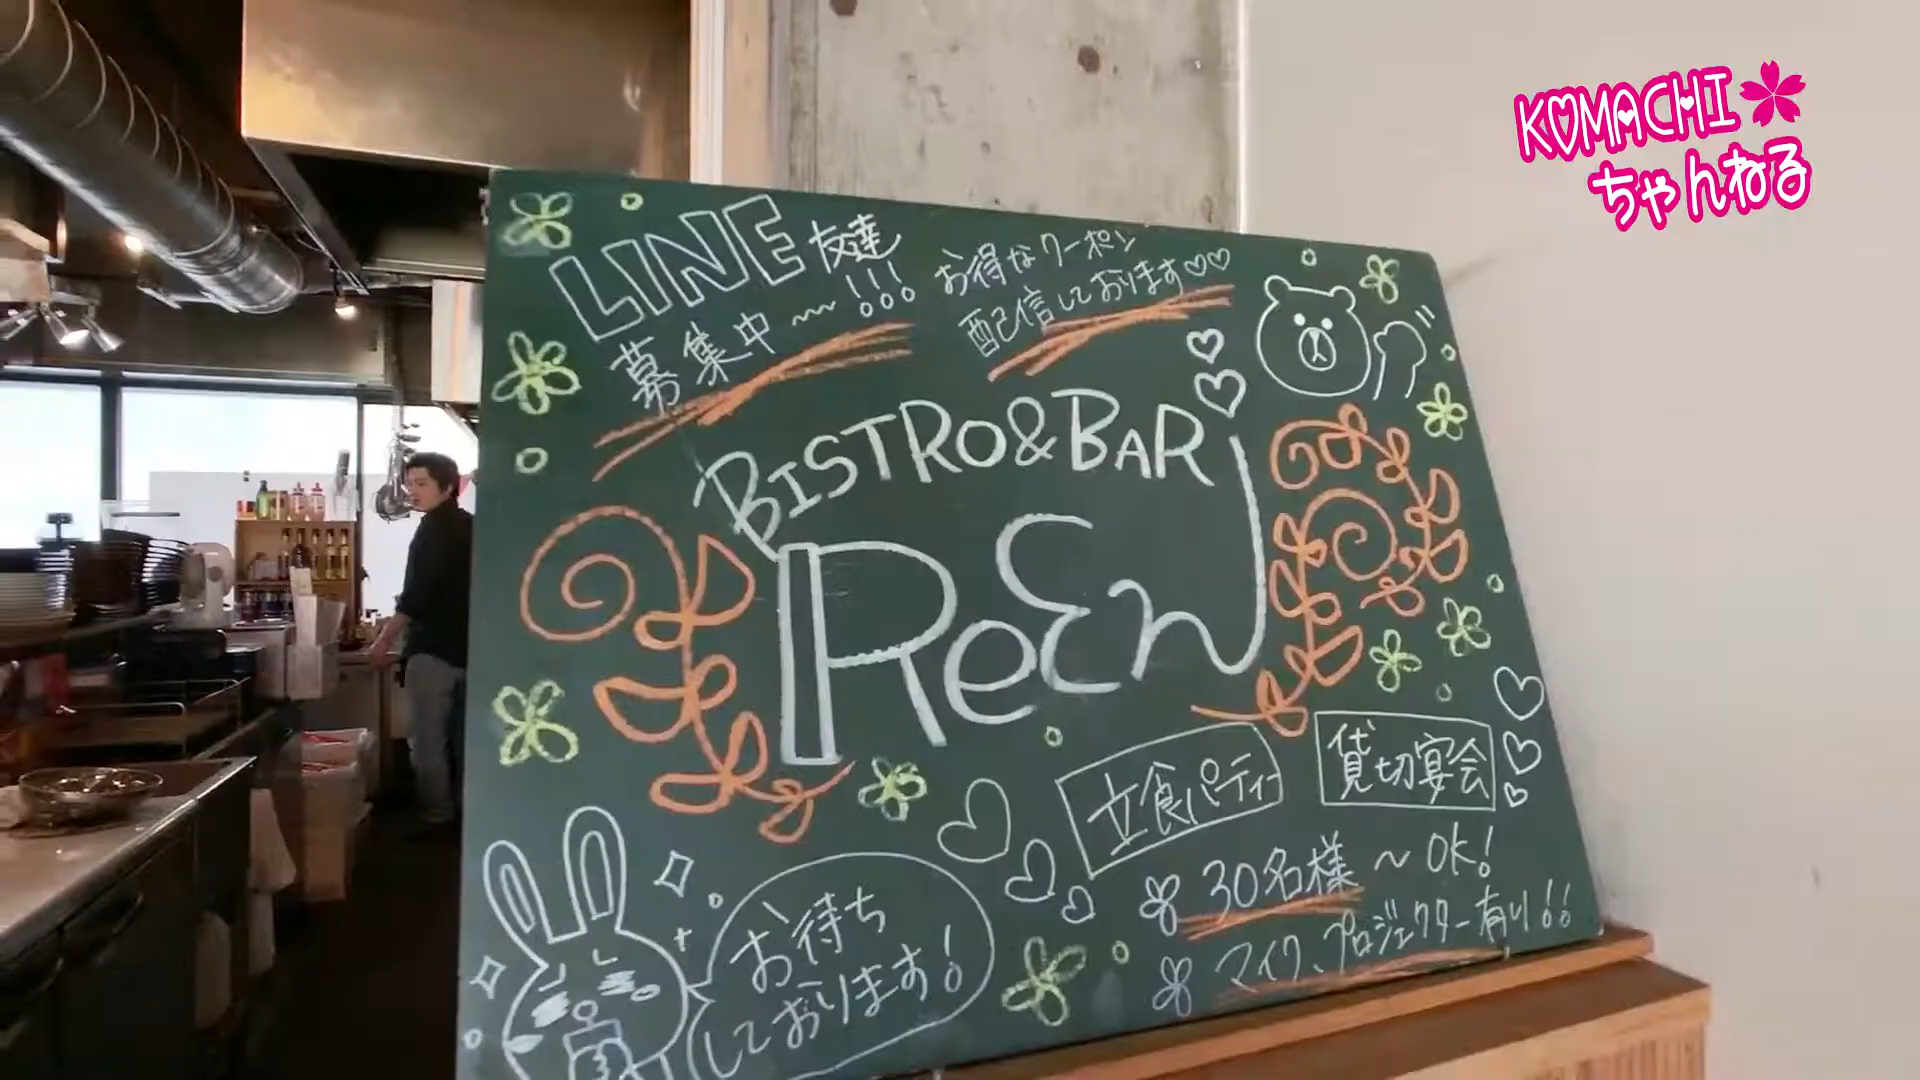 KOMACHI
ちゃんねる
LINE友達
募集中〜!!!
お得なクーポン
配信しております♡♡
BISTRO&BAR
ReEN
立食パーティー
貸切宴会
30名様〜OK!
マイク、プロジェクター有り!!
お待ち
しております!